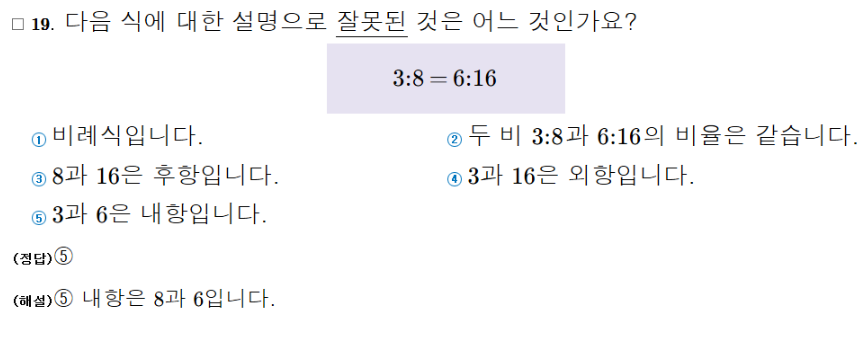 □ 19. 다음 식에 대한 설명으로 잘못된 것은 어느 것인가요?
3:8 = 6:16
① 비례식입니다. ② 두 비 3:8과 6:16의 비율은 같습니다.
③ 8과 16은 후항입니다. ④ 3과 16은 외항입니다.
⑤ 3과 6은 내항입니다.
(정답)⑤
(해설)⑤ 내항은 8과 6입니다.